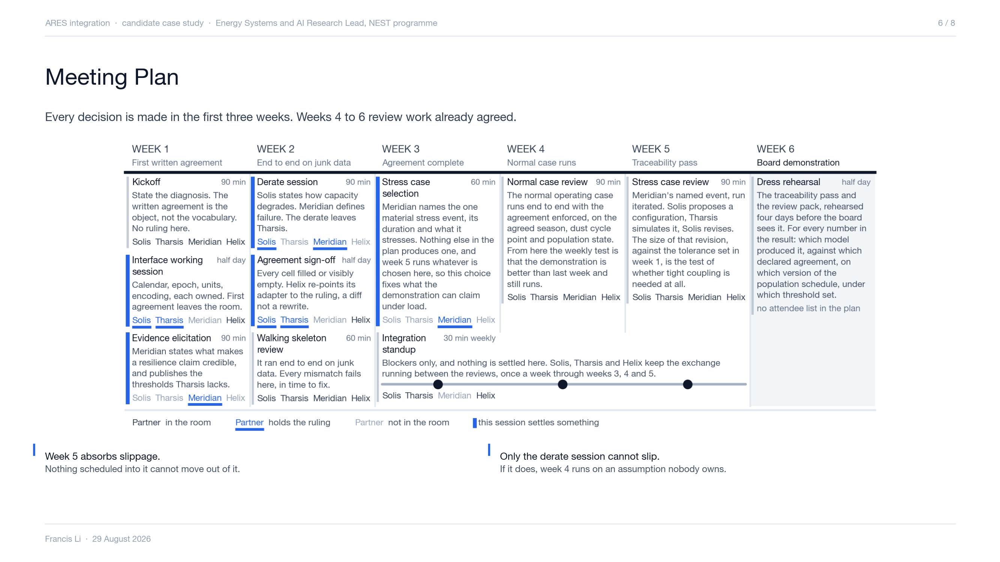 ARES integration · candidate case study · Energy Systems and AI Research Lead, NEST programme
6 / 8
Meeting Plan
Every decision is made in the first three weeks. Weeks 4 to 6 review work already agreed.
WEEK 1
First written agreement
Kickoff 90 min
State the diagnosis. The
written agreement is the
object, not the vocabulary.
No ruling here.
Solis Tharsis Meridian Helix
Interface working half day
session
Calendar, epoch, units,
encoding, each owned. First
agreement leaves the room.
Solis Tharsis Meridian Helix
Evidence elicitation 90 min
Meridian states what makes
a resilience claim credible,
and publishes the
thresholds Tharsis lacks.
Solis Tharsis Meridian Helix
WEEK 2
End to end on junk data
Derate session 90 min
Solis states how capacity
degrades. Meridian defines
failure. The derate leaves
Tharsis.
Solis Tharsis Meridian Helix
Agreement sign-off half day
Every cell filled or visibly
empty. Helix re-points its
adapter to the ruling, a diff
not a rewrite.
Solis Tharsis Meridian Helix
Walking skeleton 60 min
review
It ran end to end on junk
data. Every mismatch fails
here, in time to fix.
Solis Tharsis Meridian Helix
WEEK 3
Agreement complete
Stress case 60 min
selection
Meridian names the one
material stress event, its
duration and what it
stresses. Nothing else in the
plan produces one, and
week 5 runs whatever is
chosen here, so this choice
fixes what the
demonstration can claim
under load.
Solis Tharsis Meridian Helix
WEEK 4
Normal case runs
Normal case review 90 min
The normal operating case
runs end to end with the
agreement enforced, on the
agreed season, dust cycle
point and population state.
From here the weekly test is
that the demonstration is
better than last week and
still runs.
Solis Tharsis Meridian Helix
WEEK 5
Traceability pass
Stress case review 90 min
Meridian's named event, run
iterated. Solis proposes a
configuration, Tharsis
simulates it, Solis revises.
The size of that revision,
against the tolerance set in
week 1, is the test of
whether tight coupling is
needed at all.
Solis Tharsis Meridian Helix
Integration 30 min weekly
standup
Blockers only, and nothing is settled here. Solis, Tharsis and Helix keep the exchange
running between the reviews, once a week through weeks 3, 4 and 5.
Solis Tharsis Meridian Helix
WEEK 6
Board demonstration
Dress rehearsal half day
The traceability pass and
the review pack, rehearsed
four days before the board
sees it. For every number in
the result: which model
produced it, against which
declared agreement, on
which version of the
population schedule, under
which threshold set.
no attendee list in the plan
Partner in the room Partner holds the ruling Partner not in the room this session settles something
Week 5 absorbs slippage.
Nothing scheduled into it cannot move out of it.
Only the derate session cannot slip.
If it does, week 4 runs on an assumption nobody owns.
Francis Li · 29 August 2026